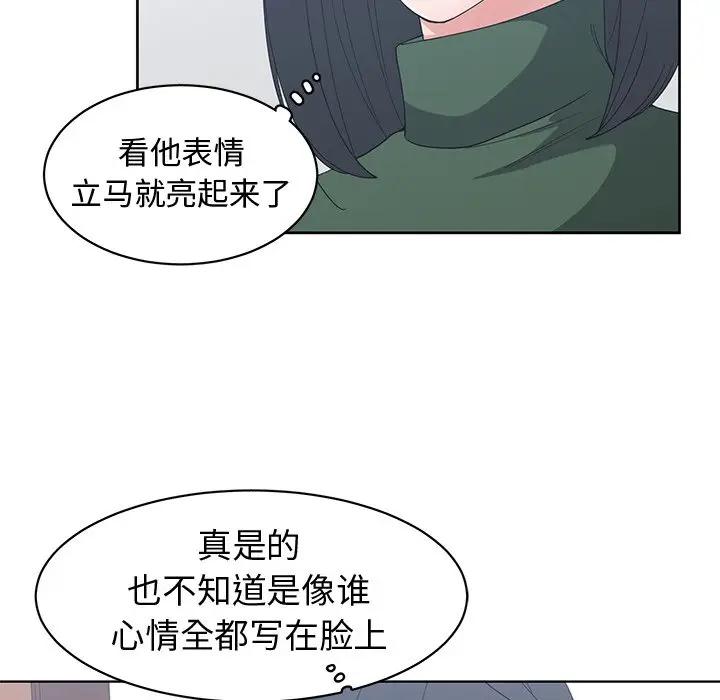 看他表情
立马就亮起来了
真是的
也不知道是像谁
心情全都写在脸上